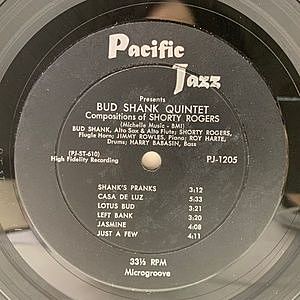 Pacific
Jazz
Presents
BUD SHANK QUINTET
Compositions of SHORTY ROGERS
(Michelle Music - BMI)
BUD SHANK, Alto Sax & Alto Flute; SHORTY ROGERS,
Flugle Horn; JIMMY ROWLES, Piano; ROY HARTE,
Drums; HARRY BABASIN, Bass
(PJ-ST-610)
High Fidelity Recording
PJ-1205
SHANK'S PRANKS 3:12
CASA DE LUZ 5:33
LOTUS BUD 3:21
LEFT BANK 3:20
JASMINE 4:08
JUST A FEW 4:11
33⅓ RPM
Microgroove